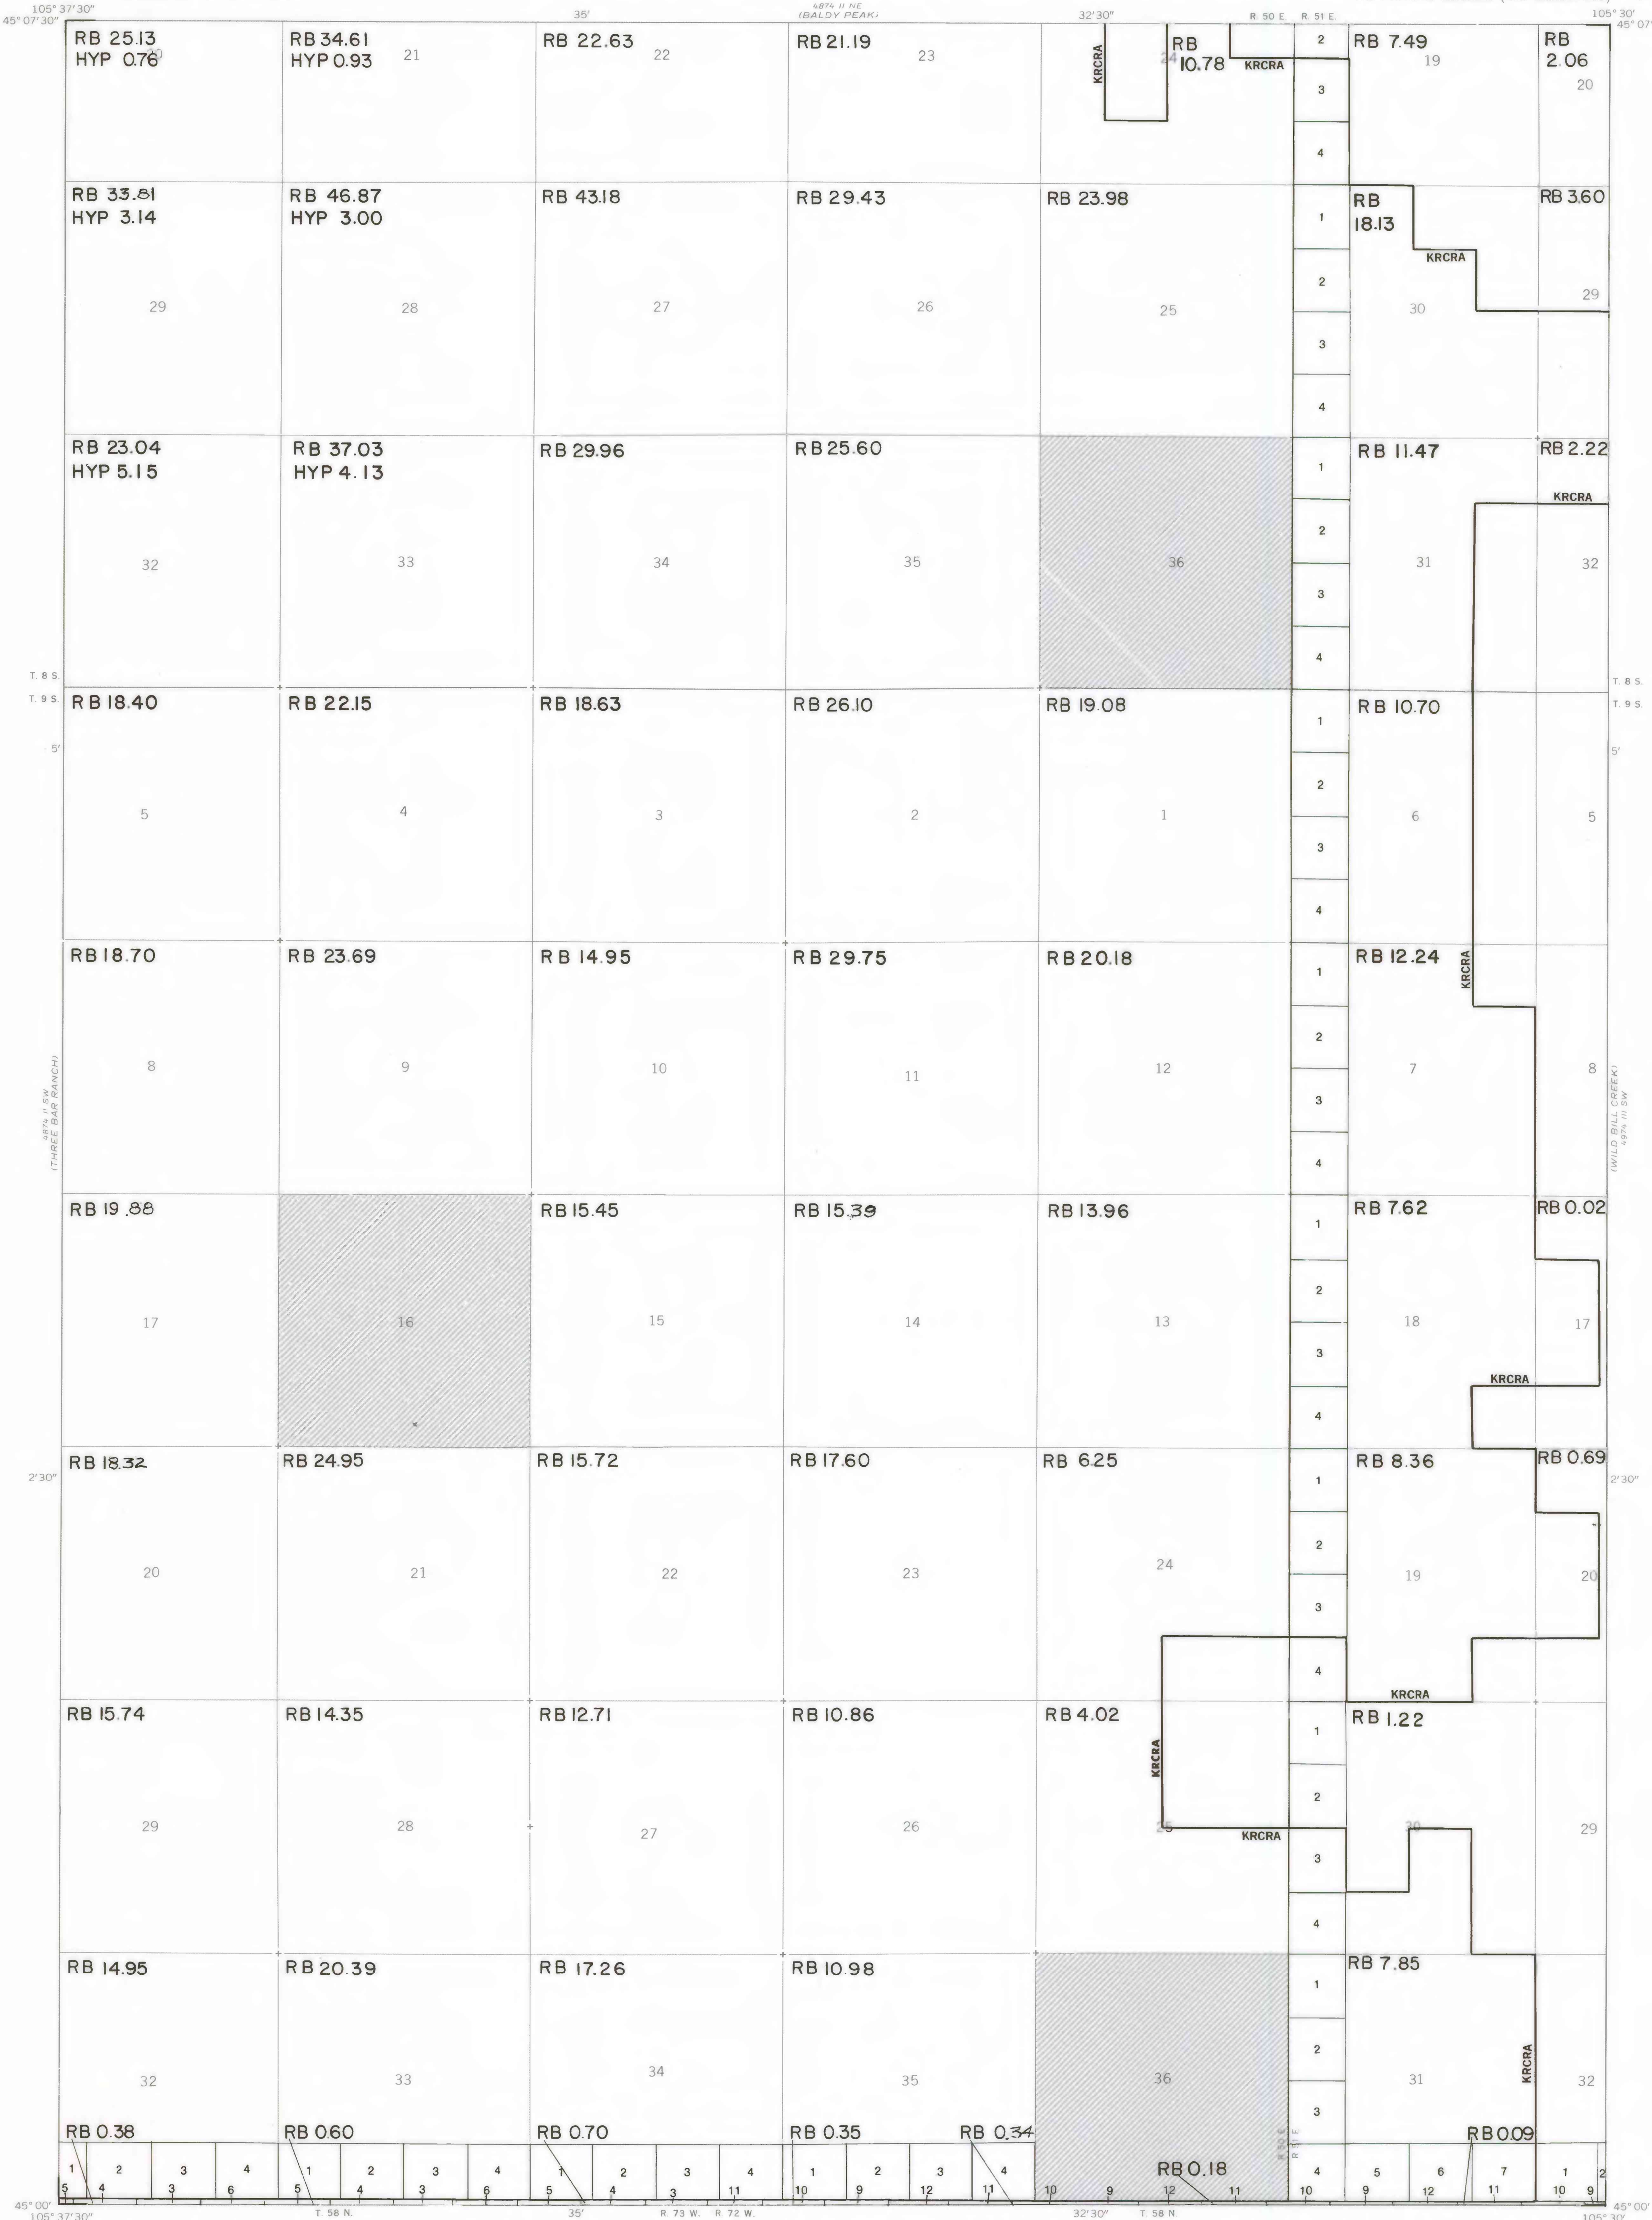 4874 II NE
(BALDY PEAK)
105° 37' 30" 35' 32'30" R. 50 E. R. 51 E. 105° 30'
45° 07' 30" 45° 07'
RB 25.13 RB 34.61 RB 22.63 RB 21.19 RB 2 RB 7.49 RB
HYP 0.76 HYP 0.93 10.78 2.06
20 21 22 23 24 19 20
KRCRA KRCRA
3
4
RB 33.81 RB 46.87 RB 43.18 RB 29.43 RB 23.98 RB RB 3.60
HYP 3.14 HYP 3.00 1 18.13
KRCRA
2
29 28 27 26 25 30 29
3
4
RB 23.04 RB 37.03 RB 29.96 RB 25.60 RB 11.47 RB 2.22
HYP 5.15 HYP 4.13 1
KRCRA
2
32 33 34 35 36 31 32
3
4
T. 8 S. T. 8 S.
T. 9 S. T. 9 S.
RB 18.40 RB 22.15 RB 18.63 RB 26.10 RB 19.08 1 RB 10.70
5' 5'
2
5 4 3 2 1 6 5
3
4
RB 18.70 RB 23.69 RB 14.95 RB 29.75 RB 20.18 1 RB 12.24 KRCRA
2
8 9 10 11 12 7 8
4874 II SW
(THREE BAR RANCH)
(WILD BILL CREEK)
4974 III SW
3
4
RB 19.88 RB 15.45 RB 15.39 RB 13.96 1 RB 7.62 RB 0.02
2
17 16 15 14 13 18 17
3
KRCRA
4
RB 18.32 RB 24.95 RB 15.72 RB 17.60 RB 6.25 1 RB 8.36 RB 0.69
2'30" 2'30"
2
20 21 22 23 24 19 20
3
4
KRCRA
RB 15.74 RB 14.35 RB 12.71 RB 10.86 RB 4.02 1 RB 1.22
KRCRA
2
29 28 27 26 25 30 29
KRCRA
3
4
RB 14.95 RB 20.39 RB 17.26 RB 10.98 1 RB 7.85
2
KRCRA
32 33 34 35 36 31 32
3
R 50 E
R 51 E
RB 0.38 RB 0.60 RB 0.70 RB 0.35 RB 0.34 RB 0.18 RB 0.09
1 2 3 4 1 2 3 4 1 2 3 4 1 2 3 4 4 5 6 7 1 2
5 4 3 6 5 4 3 6 5 4 3 11 10 9 12 11 10 9 12 11 10 9 12 11 10 9
45° 00' 45° 00'
105° 37'30" T. 58 N. 35' R. 73 W. R. 72 W. 32'30" T. 58 N. 105° 30'